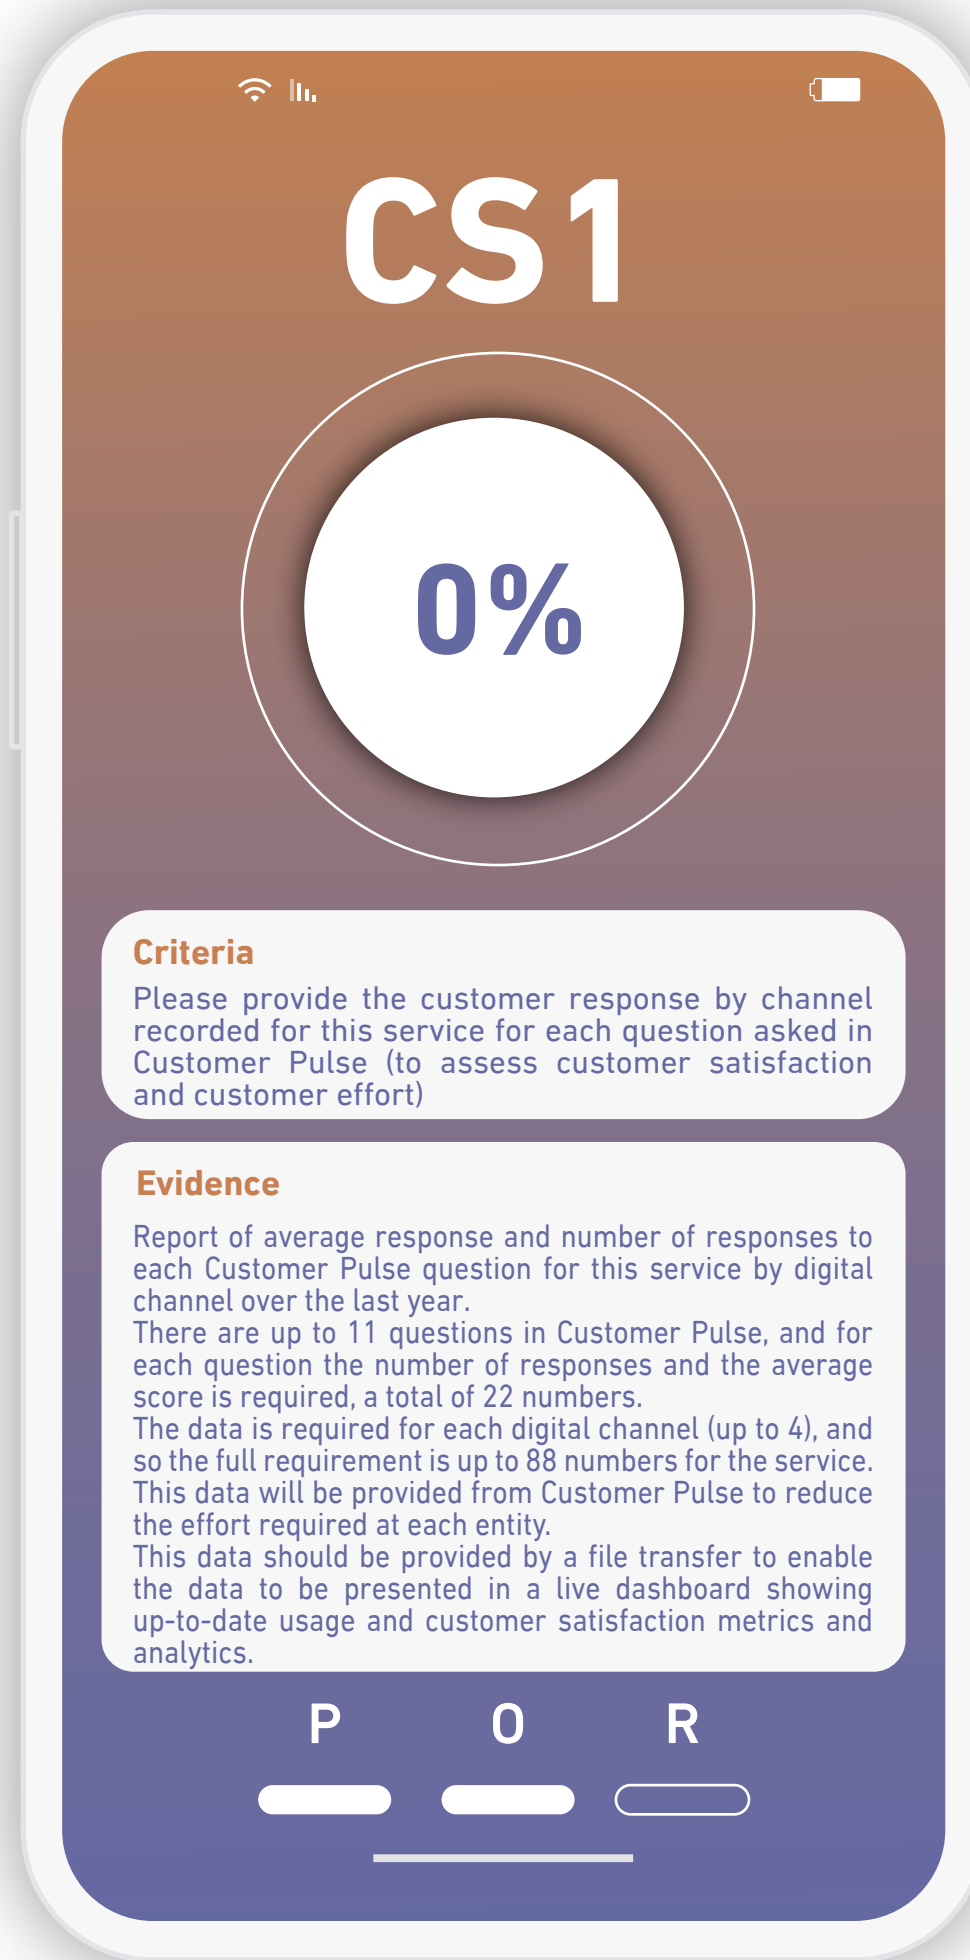 CS1
0%
Criteria
Please provide the customer response by channel
recorded for this service for each question asked in
Customer Pulse (to assess customer satisfaction
and customer effort)
Evidence
Report of average response and number of responses to
each Customer Pulse question for this service by digital
channel over the last year.
There are up to 11 questions in Customer Pulse, and for
each question the number of responses and the average
score is required, a total of 22 numbers.
The data is required for each digital channel (up to 4), and
so the full requirement is up to 88 numbers for the service.
This data will be provided from Customer Pulse to reduce
the effort required at each entity.
This data should be provided by a file transfer to enable
the data to be presented in a live dashboard showing
up-to-date usage and customer satisfaction metrics and
analytics.
P O R